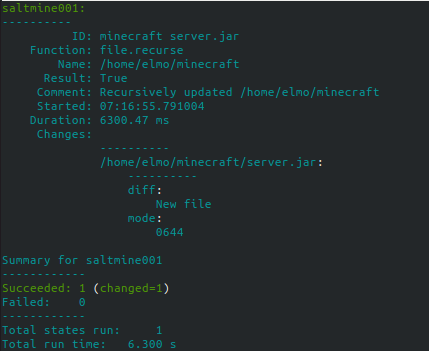 saltmine001:
----------
          ID: minecraft server.jar
    Function: file.recurse
        Name: /home/elmo/minecraft
      Result: True
     Comment: Recursively updated /home/elmo/minecraft
     Started: 07:16:55.791004
    Duration: 6300.47 ms
     Changes:
              ----------
              /home/elmo/minecraft/server.jar:
                  ----------
                  diff:
                      New file
                  mode:
                      0644

Summary for saltmine001
------------
Succeeded: 1 (changed=1)
Failed:    0
------------
Total states run:     1
Total run time:   6.300 s